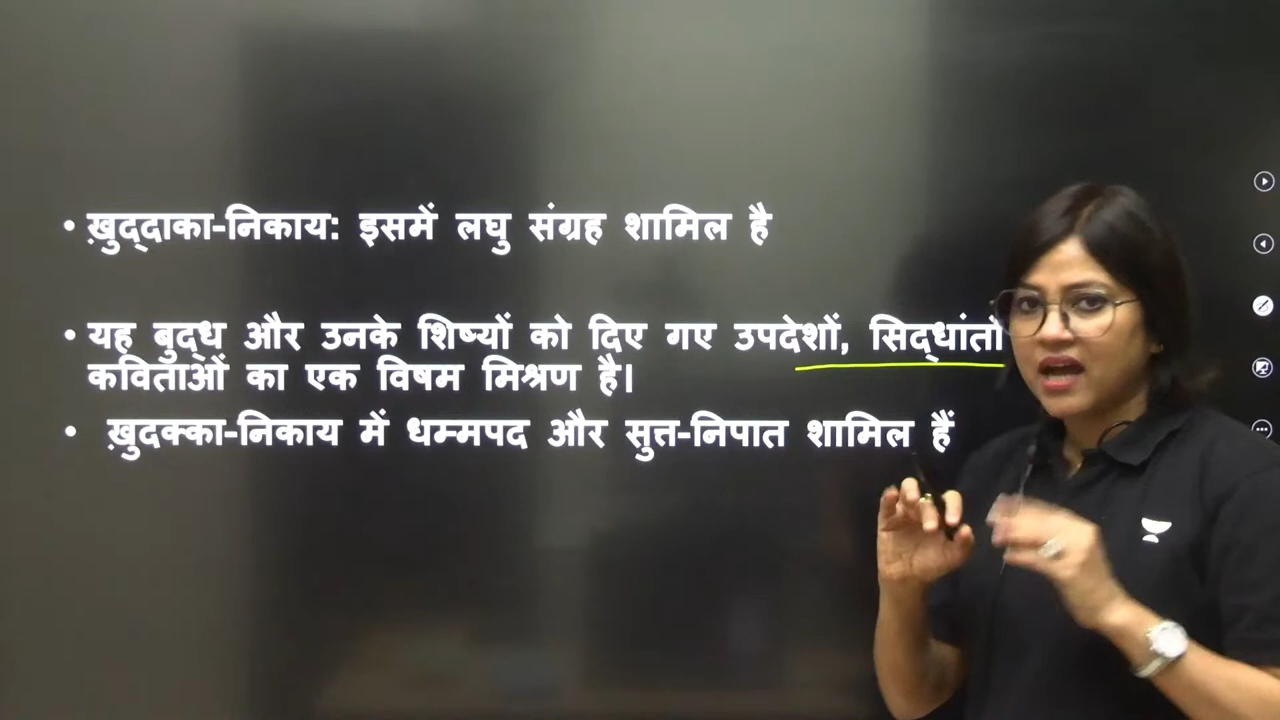 • ख़ुद्दाका-निकाय: इसमें लघु संग्रह शामिल है
• यह बुद्ध और उनके शिष्यों को दिए गए उपदेशों, सिद्धांतो
कविताओं का एक विषम मिश्रण है।
• ख़ुदक्का-निकाय में धम्मपद और सुत्त-निपात शामिल हैं